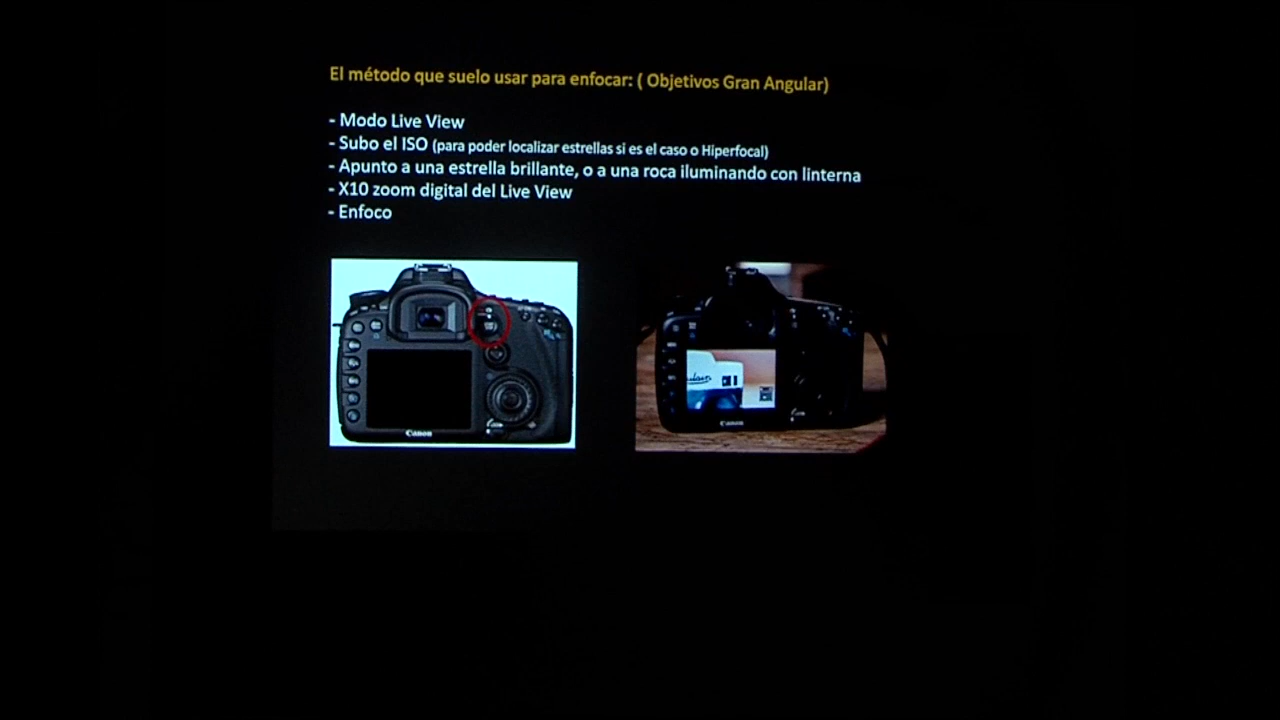 El método que suelo usar para enfocar: ( Objetivos Gran Angular)
- Modo Live View
- Subo el ISO (para poder localizar estrellas si es el caso o Hiperfocal)
- Apunto a una estrella brillante, o a una roca iluminando con linterna
- X10 zoom digital del Live View
- Enfoco
Canon
Canon